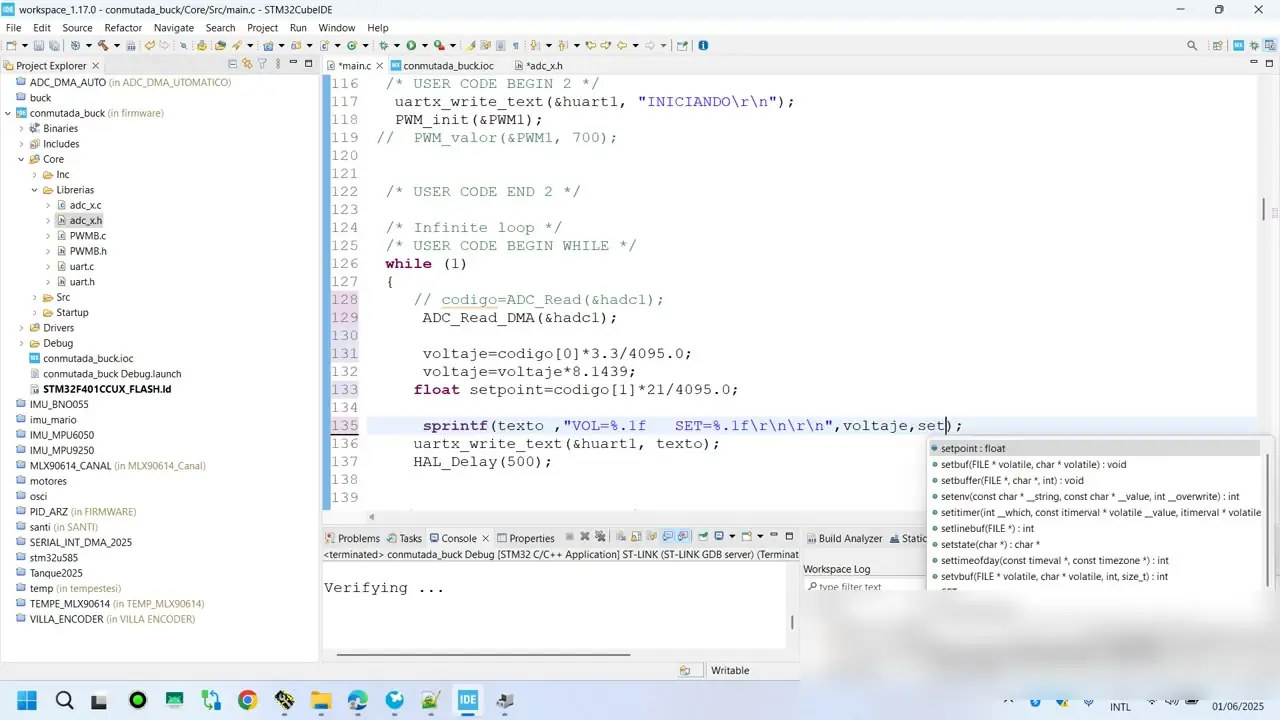 workspace_1.17.0 - conmutada_buck/Core/Src/main.c - STM32CubeIDE
File Edit Source Refactor Navigate Search Project Run Window Help
Project Explorer
*main.c
conmutada_buck.ioc
*adc_x.h
ADC_DMA_AUTO (in ADC_DMA_UTOMATICO)
buck
conmutada_buck (in firmware)
Binaries
Includes
Core
Inc
Librerias
adc_x.c
adc_x.h
PWMB.c
PWMB.h
uart.c
uart.h
Src
Startup
Drivers
Debug
conmutada_buck.ioc
conmutada_buck Debug.launch
STM32F401CCUX_FLASH.ld
IMU_BNO055
imu_mario
IMU_MPU6050
IMU_MPU9250
MLX90614_CANAL (in MLX90614_Canal)
motores
osci
PID_ARZ (in FIRMWARE)
santi (in SANTI)
SERIAL_INT_DMA_2025
stm32u585
Tanque2025
temp (in tempestesi)
TEMPE_MLX90614 (in TEMP_MLX90614)
VILLA_ENCODER (in VILLA ENCODER)
116 /* USER CODE BEGIN 2 */
117 uartx_write_text(&huart1, "INICIANDO\r\n");
118 PWM_init(&PWM1);
119 // PWM_valor(&PWM1, 700);
120
121
122 /* USER CODE END 2 */
123
124 /* Infinite loop */
125 /* USER CODE BEGIN WHILE */
126 while (1)
127 {
128 // codigo=ADC_Read(&hadc1);
129 ADC_Read_DMA(&hadc1);
130
131 voltaje=codigo[0]*3.3/4095.0;
132 voltaje=voltaje*8.1439;
133 float setpoint=codigo[1]*21/4095.0;
134
135 sprintf(texto ,"VOL=%.1f   SET=%.1f\r\n\r\n",voltaje,set);
136 uartx_write_text(&huart1, texto);
137 HAL_Delay(500);
138
139
setpoint : float
setbuf(FILE * volatile, char * volatile) : void
setbuffer(FILE *, char *, int) : void
setenv(const char * __string, const char * __value, int __overwrite) : int
setitimer(int __which, const itimerval * volatile __value, itimerval * volatile
setlinebuf(FILE *) : int
setstate(char *) : char *
settimeofday(const timeval *, const timezone *) : int
setvbuf(FILE * volatile, char * volatile, int, size_t) : int
Problems Tasks Console Properties
<terminated> conmutada_buck Debug [STM32 C/C++ Application] ST-LINK (ST-LINK GDB server) (Terminat
Verifying ...
Build Analyzer Static
Workspace Log
type filter text
Writable
IDE
INTL
01/06/2025